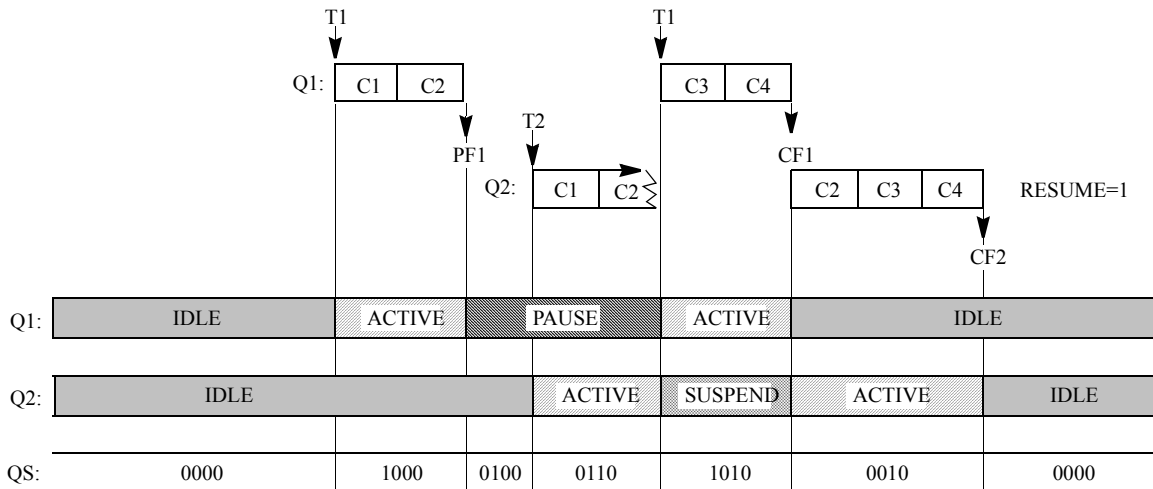 T1 T1
Q1: C1 C2 C3 C4
T2
PF1 CF1
Q2: C1 C2 C2 C3 C4 RESUME=1
CF2
Q1: IDLE ACTIVE PAUSE ACTIVE IDLE
Q2: IDLE ACTIVE SUSPEND ACTIVE IDLE
QS: 0000 1000 0100 0110 1010 0010 0000